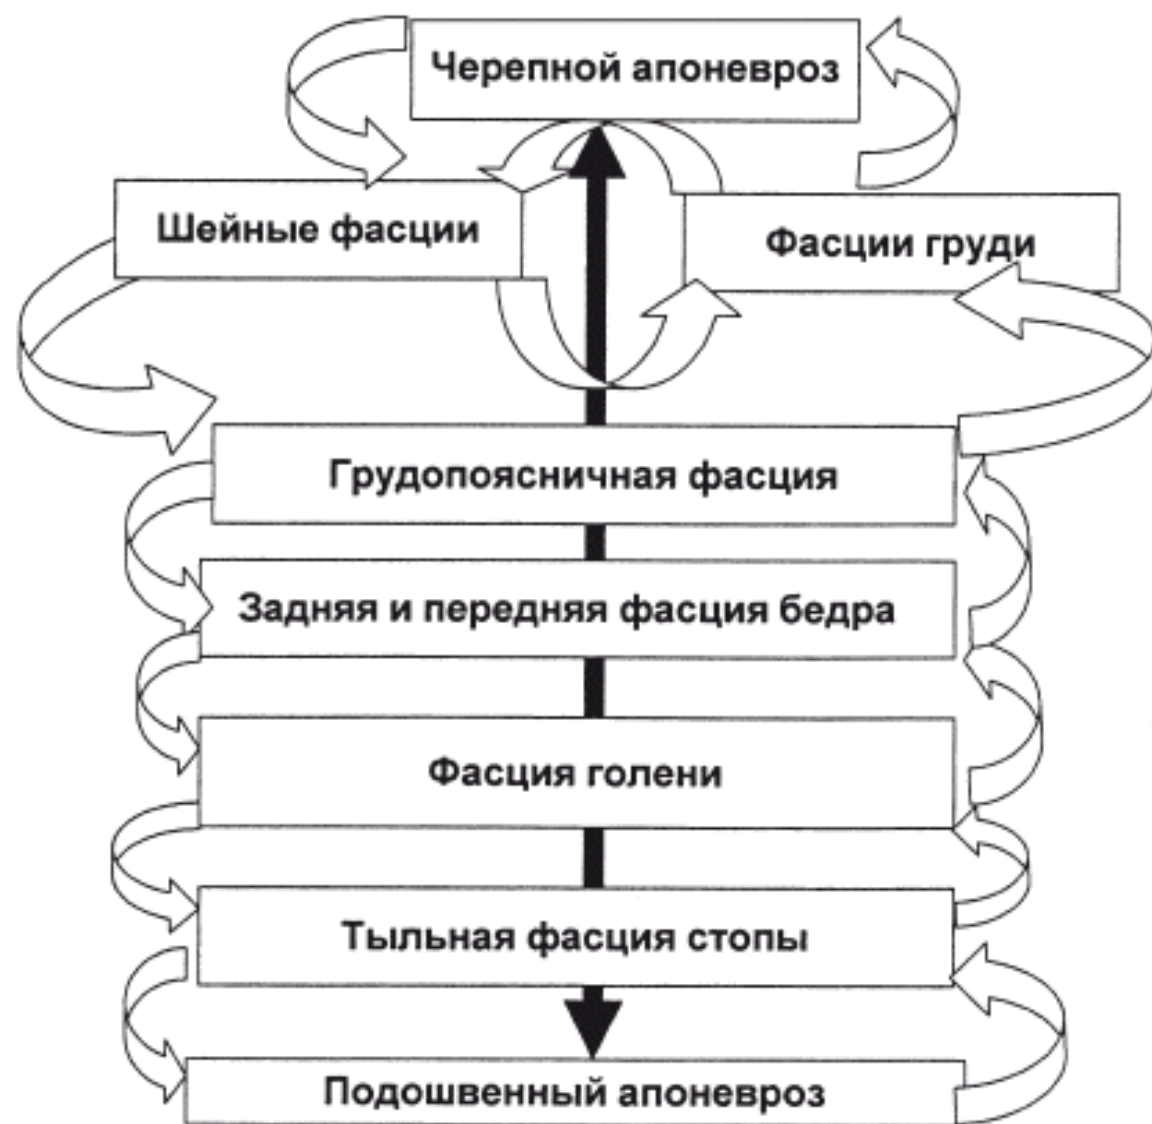 Черепной апоневроз
Шейные фасции
Фасции груди
Грудопоясничная фасция
Задняя и передняя фасция бедра
Фасция голени
Тыльная фасция стопы
Подошвенный апоневроз